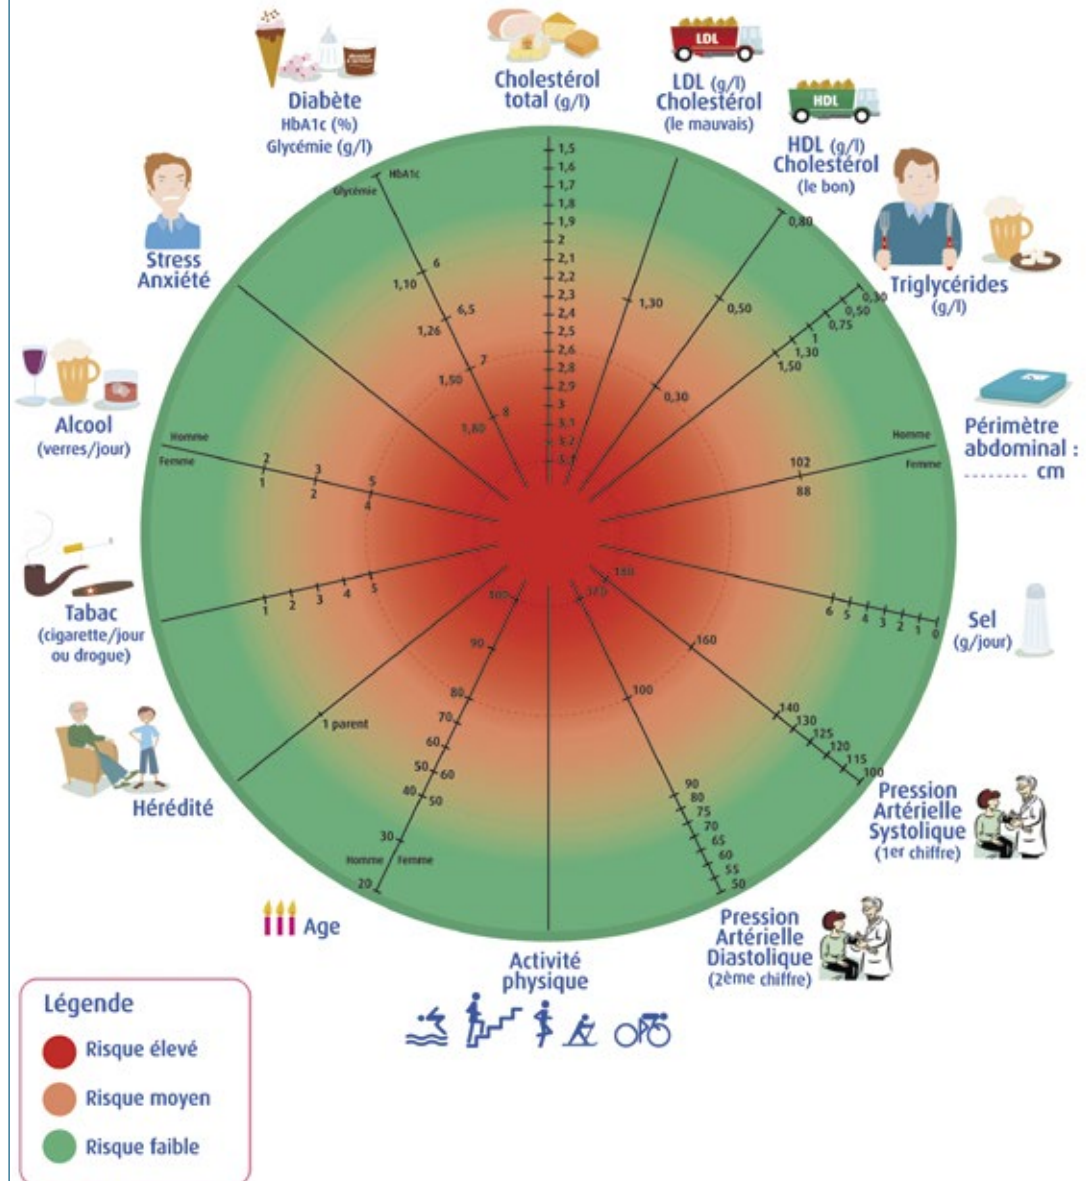 Diabète
HbA1c (%)
Glycémie (g/l)
Cholestérol
total (g/l)
LDL
LDL (g/l)
Cholestérol
(le mauvais)
HDL
HDL (g/l)
Cholestérol
(le bon)
Triglycérides
(g/l)
Périmètre
abdominal :
........ cm
Sel
(g/jour)
Pression
Artérielle
Systolique
(1er chiffre)
Pression
Artérielle
Diastolique
(2ème chiffre)
Activité
physique
Age
Hérédité
Tabac
(cigarette/jour
ou drogue)
Alcool
(verres/jour)
Stress
Anxiété
Glycémie
HbA1c
1,10
6
1,26
6,5
1,50
7
1,80
8
1,5
1,6
1,7
1,8
1,9
2
2,1
2,2
2,3
2,4
2,5
2,6
2,8
2,9
3
3,1
3,2
1,30
0,80
0,50
0,30
0,30
0,50
0,75
1
1,30
1,50
Homme
Femme
102
88
6
5
4
3
2
1
0
180
160
140
130
125
120
115
100
110
100
90
80
75
70
65
60
55
50
100
90
80
70
60
50
60
40
50
30
Homme
Femme
20
1 parent
1
2
3
4
5
Homme
Femme
2
1
3
2
5
4
Légende
Risque élevé
Risque moyen
Risque faible